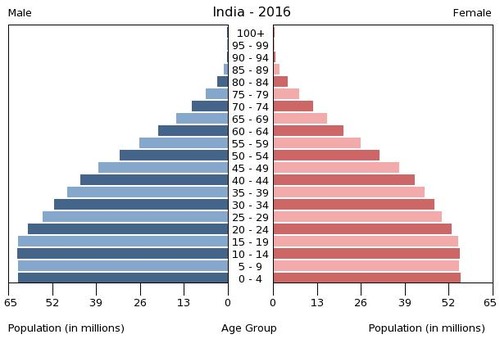 Male India - 2016 Female
100+
95 - 99
90 - 94
85 - 89
80 - 84
75 - 79
70 - 74
65 - 69
60 - 64
55 - 59
50 - 54
45 - 49
40 - 44
35 - 39
30 - 34
25 - 29
20 - 24
15 - 19
10 - 14
5 - 9
0 - 4
65 52 39 26 13 0 0 13 26 39 52 65
Population (in millions) Age Group Population (in millions)